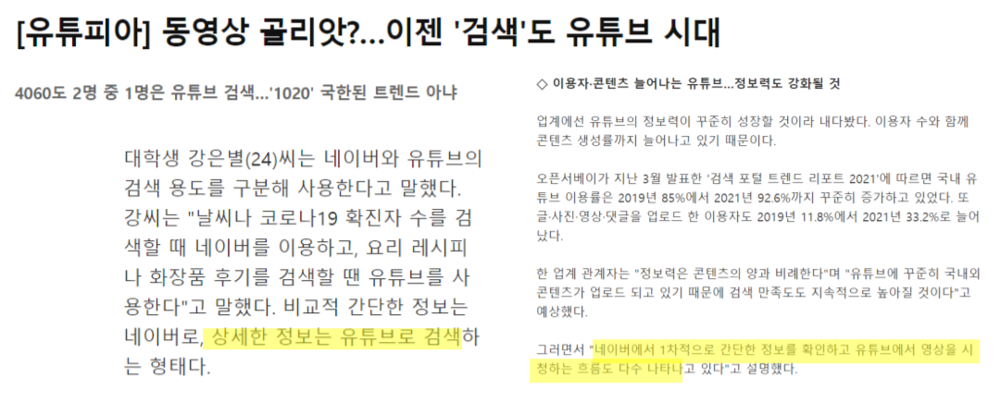 [유튜피아] 동영상 골리앗?...이젠 '검색'도 유튜브 시대
4060도 2명 중 1명은 유튜브 검색...'1020' 국한된 트렌드 아냐
대학생 강은별(24)씨는 네이버와 유튜브의
검색 용도를 구분해 사용한다고 말했다.
강씨는 "날씨나 코로나19 확진자 수를 검
색할 때 네이버를 이용하고, 요리 레시피
나 화장품 후기를 검색할 땐 유튜브를 사
용한다"고 말했다. 비교적 간단한 정보는
네이버로, 상세한 정보는 유튜브로 검색하
는 형태다.
◇ 이용자·콘텐츠 늘어나는 유튜브...정보력도 강화될 것
업계에선 유튜브의 정보력이 꾸준히 성장할 것이라 내다봤다. 이용자 수와 함께
콘텐츠 생성률까지 늘어나고 있기 때문이다.
오픈서베이가 지난 3월 발표한 '검색 포털 트렌드 리포트 2021'에 따르면 국내 유
튜브 이용률은 2019년 85%에서 2021년 92.6%까지 꾸준히 증가하고 있었다. 또
글·사진·영상·댓글을 업로드 한 이용자도 2019년 11.8%에서 2021년 33.2%로 늘어
났다.
한 업계 관계자는 "정보력은 콘텐츠의 양과 비례한다"며 "유튜브에 꾸준히 국내외
콘텐츠가 업로드 되고 있기 때문에 검색 만족도도 지속적으로 높아질 것이다"고
예상했다.
그러면서 "네이버에서 1차적으로 간단한 정보를 확인하고 유튜브에서 영상을 시
청하는 흐름도 다수 나타나고 있다"고 설명했다.